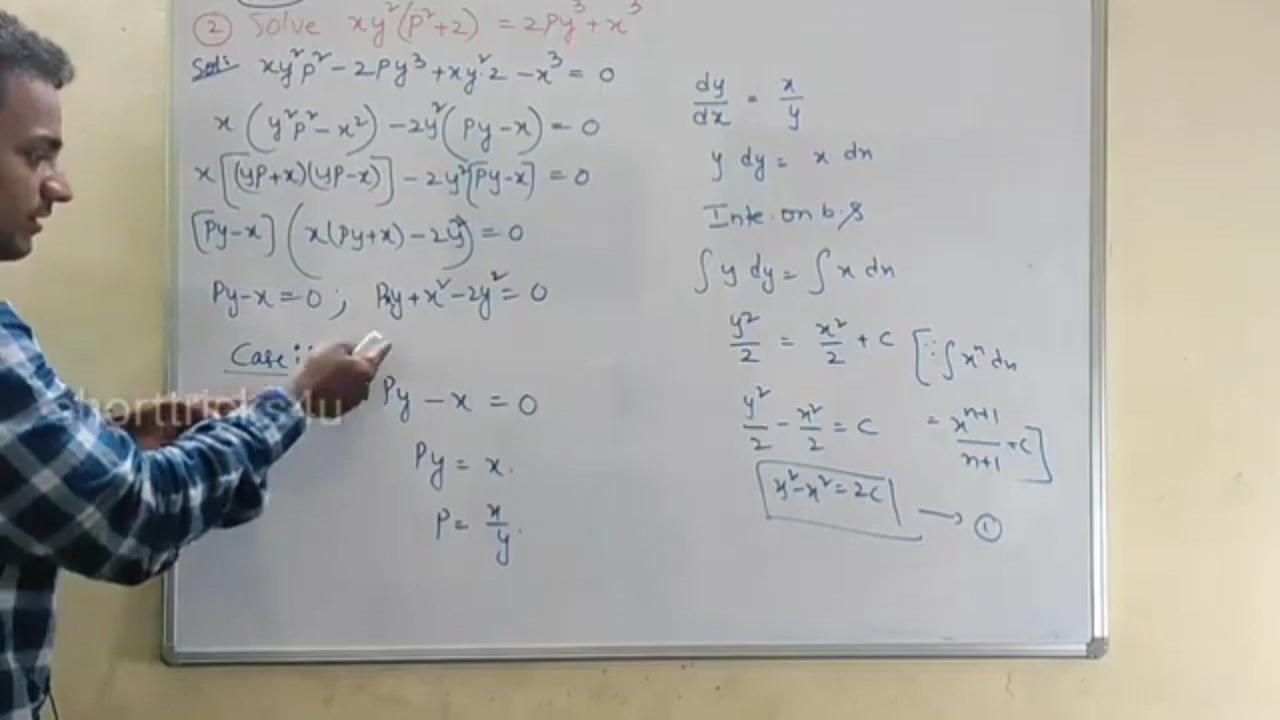 ② Solve xy²(P²+2) = 2Py³ + x³
Sol: xy²p² - 2Py³ + xy²·2 - x³ = 0
x (y²p² - x²) - 2y² (Py - x) = 0
x [(yP + x)(yP - x)] - 2y² [Py - x] = 0
[Py - x] (x(Py + x) - 2y²) = 0
Py - x = 0 ; Pxy + x² - 2y² = 0
Case i:
Py - x = 0
Py = x.
P = x/y.
dy/dx = x/y
y dy = x dx
Inte. on b.s
∫ y dy = ∫ x dx
y²/2 = x²/2 + c [∵ ∫ xⁿ dx
y²/2 - x²/2 = c = xⁿ⁺¹/n+1 + c]
y² - x² = 2c → ①
shorttricks4u